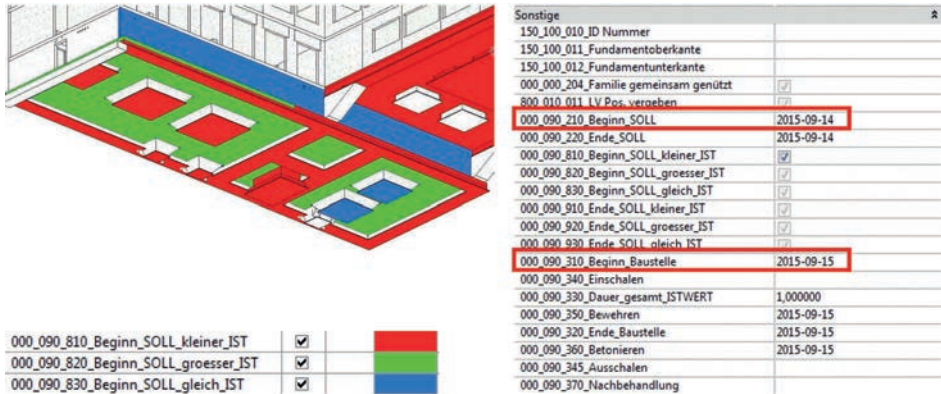 000_090_810_Beginn_SOLL_kleiner_IST
000_090_820_Beginn_SOLL_groesser_IST
000_090_830_Beginn_SOLL_gleich_IST
Sonstige
150_100_010_ID Nummer
150_100_011_Fundamentoberkante
150_100_012_Fundamentunterkante
000_000_204_Familie gemeinsam genützt
800_010_011_LV Pos. vergeben
000_090_210_Beginn_SOLL 2015-09-14
000_090_220_Ende_SOLL 2015-09-14
000_090_810_Beginn_SOLL_kleiner_IST
000_090_820_Beginn_SOLL_groesser_IST
000_090_830_Beginn_SOLL_gleich_IST
000_090_910_Ende_SOLL_kleiner_IST
000_090_920_Ende_SOLL_groesser_IST
000_090_930_Ende_SOLL_gleich_IST
000_090_310_Beginn_Baustelle 2015-09-15
000_090_340_Einschalen
000_090_330_Dauer_gesamt_ISTWERT 1,000000
000_090_350_Bewehren 2015-09-15
000_090_320_Ende_Baustelle 2015-09-15
000_090_360_Betonieren 2015-09-15
000_090_345_Ausschalen
000_090_370_Nachbehandlung